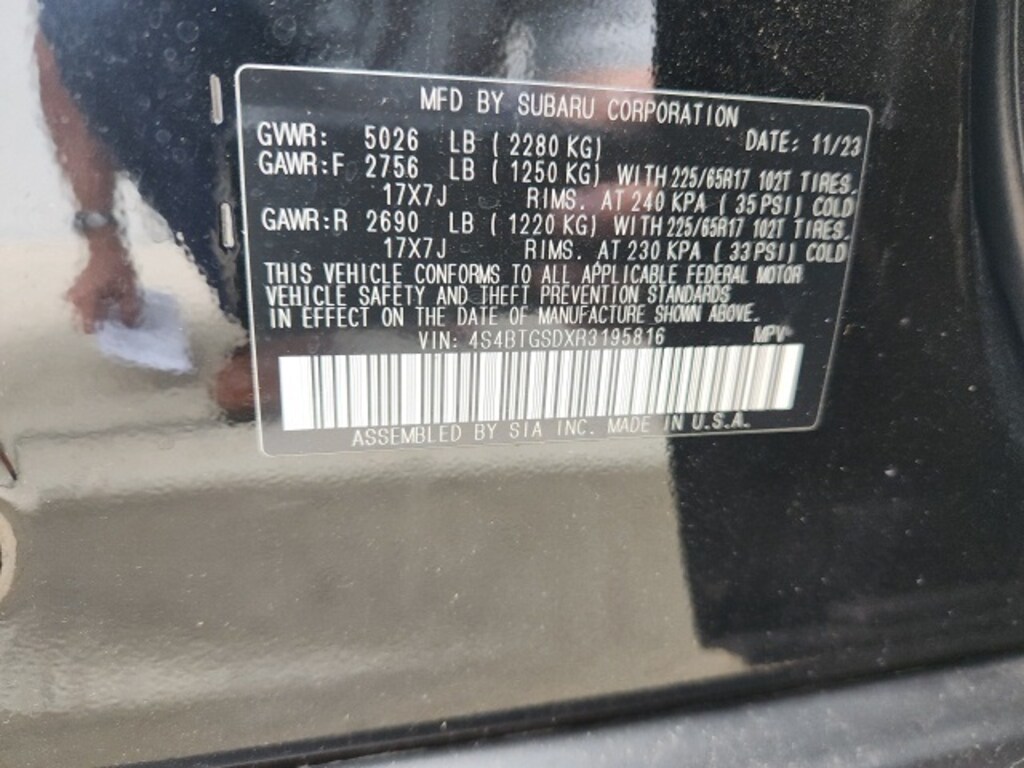 MFD BY SUBARU CORPORATION
GVWR: 5026 LB ( 2280 KG) DATE: 11/23
GAWR:F 2756 LB ( 1250 KG) WITH 225/65R17 102T TIRES.
17X7J RIMS. AT 240 KPA ( 35 PSI) COLD
GAWR:R 2690 LB ( 1220 KG) WITH 225/65R17 102T TIRES.
17X7J RIMS. AT 230 KPA ( 33 PSI) COLD
THIS VEHICLE CONFORMS TO ALL APPLICABLE FEDERAL MOTOR
VEHICLE SAFETY AND THEFT PREVENTION STANDARDS
IN EFFECT ON THE DATE OF MANUFACTURE SHOWN ABOVE.
VIN: 4S4BTGSDXR3195816 MPV
ASSEMBLED BY SIA INC. MADE IN U.S.A.